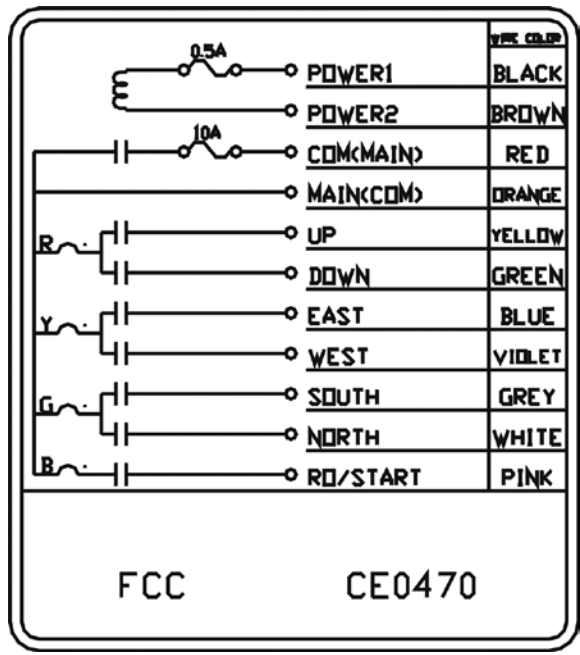 WIRE COLOR
0.5A
POWER1 BLACK
POWER2 BROWN
10A
COM(MAIN) RED
MAIN(COM) ORANGE
UP YELLOW
R
DOWN GREEN
EAST BLUE
Y
WEST VIOLET
SOUTH GREY
G
NORTH WHITE
B RO/START PINK
FCC CE0470